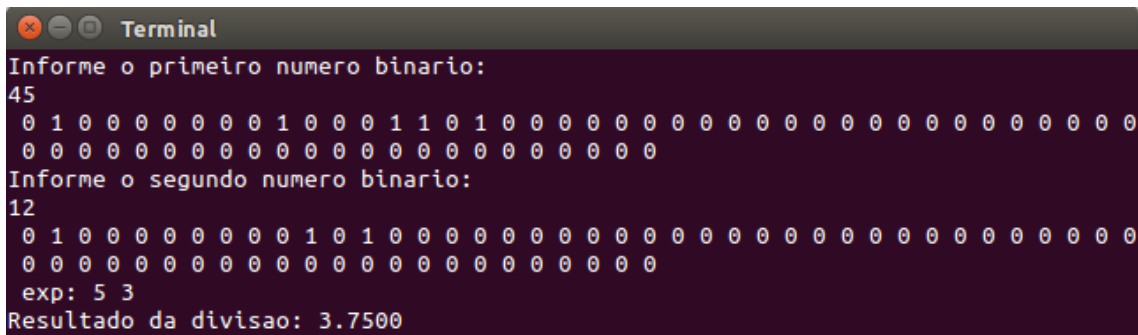 Terminal
Informe o primeiro numero binario:
45
0 1 0 0 0 0 0 0 0 1 0 0 0 1 1 0 1 0 0 0 0 0 0 0 0 0 0 0 0 0 0 0 0 0 0 0 0 0 0 0
0 0 0 0 0 0 0 0 0 0 0 0 0 0 0 0 0 0 0 0 0 0 0
Informe o segundo numero binario:
12
0 1 0 0 0 0 0 0 0 0 1 0 1 0 0 0 0 0 0 0 0 0 0 0 0 0 0 0 0 0 0 0 0 0 0 0 0 0 0 0
0 0 0 0 0 0 0 0 0 0 0 0 0 0 0 0 0 0 0 0 0 0 0
exp: 5 3
Resultado da divisao: 3.7500